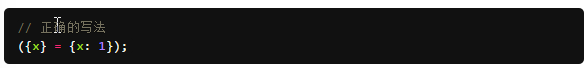 // 正确的写法
({x} = {x: 1});